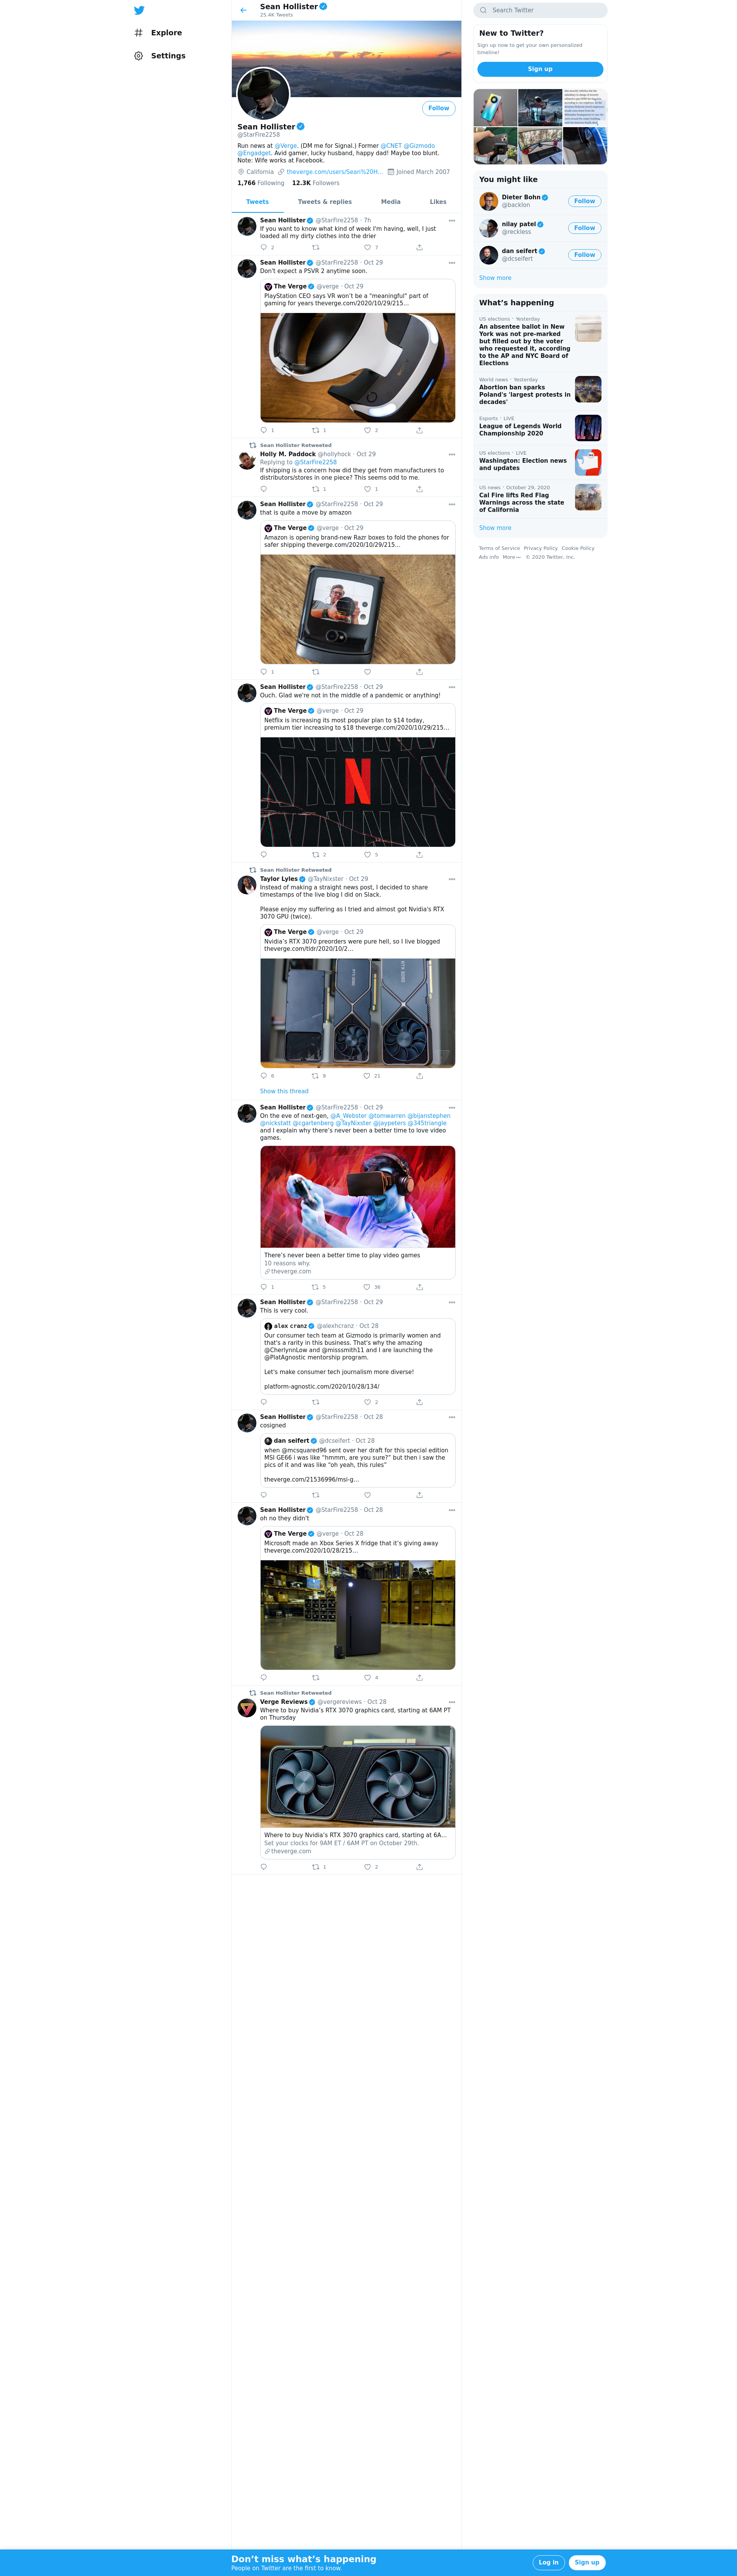 Explore
Settings
Sean Hollister
25.4K Tweets
Follow
Sean Hollister
@StarFire2258
Run news at @Verge. (DM me for Signal.) Former @CNET @Gizmodo
@Engadget. Avid gamer, lucky husband, happy dad! Maybe too blunt.
Note: Wife works at Facebook.
California theverge.com/users/Sean%20H… Joined March 2007
1,766 Following 12.3K Followers
Tweets Tweets & replies Media Likes
Sean Hollister @StarFire2258 · 7h
If you want to know what kind of week I'm having, well, I just
loaded all my dirty clothes into the drier
2 7
Sean Hollister @StarFire2258 · Oct 29
Don't expect a PSVR 2 anytime soon.
The Verge @verge · Oct 29
PlayStation CEO says VR won't be a "meaningful" part of
gaming for years theverge.com/2020/10/29/215…
1 1 2
Sean Hollister Retweeted
Holly M. Paddock @hollyhock · Oct 29
Replying to @StarFire2258
If shipping is a concern how did they get from manufacturers to
distributors/stores in one piece? This seems odd to me.
1 1
Sean Hollister @StarFire2258 · Oct 29
that is quite a move by amazon
The Verge @verge · Oct 29
Amazon is opening brand-new Razr boxes to fold the phones for
safer shipping theverge.com/2020/10/29/215…
1
Sean Hollister @StarFire2258 · Oct 29
Ouch. Glad we're not in the middle of a pandemic or anything!
The Verge @verge · Oct 29
Netflix is increasing its most popular plan to $14 today,
premium tier increasing to $18 theverge.com/2020/10/29/215…
2 5
Sean Hollister Retweeted
Taylor Lyles @TayNixster · Oct 29
Instead of making a straight news post, I decided to share
timestamps of the live blog I did on Slack.
Please enjoy my suffering as I tried and almost got Nvidia's RTX
3070 GPU (twice).
The Verge @verge · Oct 29
Nvidia's RTX 3070 preorders were pure hell, so I live blogged
theverge.com/tldr/2020/10/2…
6 9 21
Show this thread
Sean Hollister @StarFire2258 · Oct 29
On the eve of next-gen, @A_Webster @tomwarren @bijanstephen
@nickstatt @cgartenberg @TayNixster @jaypeters @345triangle
and I explain why there's never been a better time to love video
games.
There's never been a better time to play video games
10 reasons why.
theverge.com
1 5 36
Sean Hollister @StarFire2258 · Oct 29
This is very cool.
alex cranz @alexhcranz · Oct 28
Our consumer tech team at Gizmodo is primarily women and
that's a rarity in this business. That's why the amazing
@CherlynnLow and @misssmith11 and I are launching the
@PlatAgnostic mentorship program.
Let's make consumer tech journalism more diverse!
platform-agnostic.com/2020/10/28/134/
2
Sean Hollister @StarFire2258 · Oct 28
cosigned
dan seifert @dcseifert · Oct 28
when @mcsquared96 sent over her draft for this special edition
MSI GE66 i was like "hmmm, are you sure?" but then i saw the
pics of it and was like "oh yeah, this rules"
theverge.com/21536996/msi-g…
Sean Hollister @StarFire2258 · Oct 28
oh no they didn't
The Verge @verge · Oct 28
Microsoft made an Xbox Series X fridge that it's giving away
theverge.com/2020/10/28/215…
4
Sean Hollister Retweeted
Verge Reviews @vergereviews · Oct 28
Where to buy Nvidia's RTX 3070 graphics card, starting at 6AM PT
on Thursday
Where to buy Nvidia's RTX 3070 graphics card, starting at 6A…
Set your clocks for 9AM ET / 6AM PT on October 29th.
theverge.com
1 2
Search Twitter
New to Twitter?
Sign up now to get your own personalized
timeline!
Sign up
You might like
Dieter Bohn
@backlon
Follow
nilay patel
@reckless
Follow
dan seifert
@dcseifert
Follow
Show more
What's happening
US elections · Yesterday
An absentee ballot in New
York was not pre-marked
but filled out by the voter
who requested it, according
to the AP and NYC Board of
Elections
World news · Yesterday
Abortion ban sparks
Poland's 'largest protests in
decades'
Esports · LIVE
League of Legends World
Championship 2020
US elections · LIVE
Washington: Election news
and updates
US news · October 29, 2020
Cal Fire lifts Red Flag
Warnings across the state
of California
Show more
Terms of Service Privacy Policy Cookie Policy
Ads info More © 2020 Twitter, Inc.
Don't miss what's happening
People on Twitter are the first to know.
Log in Sign up